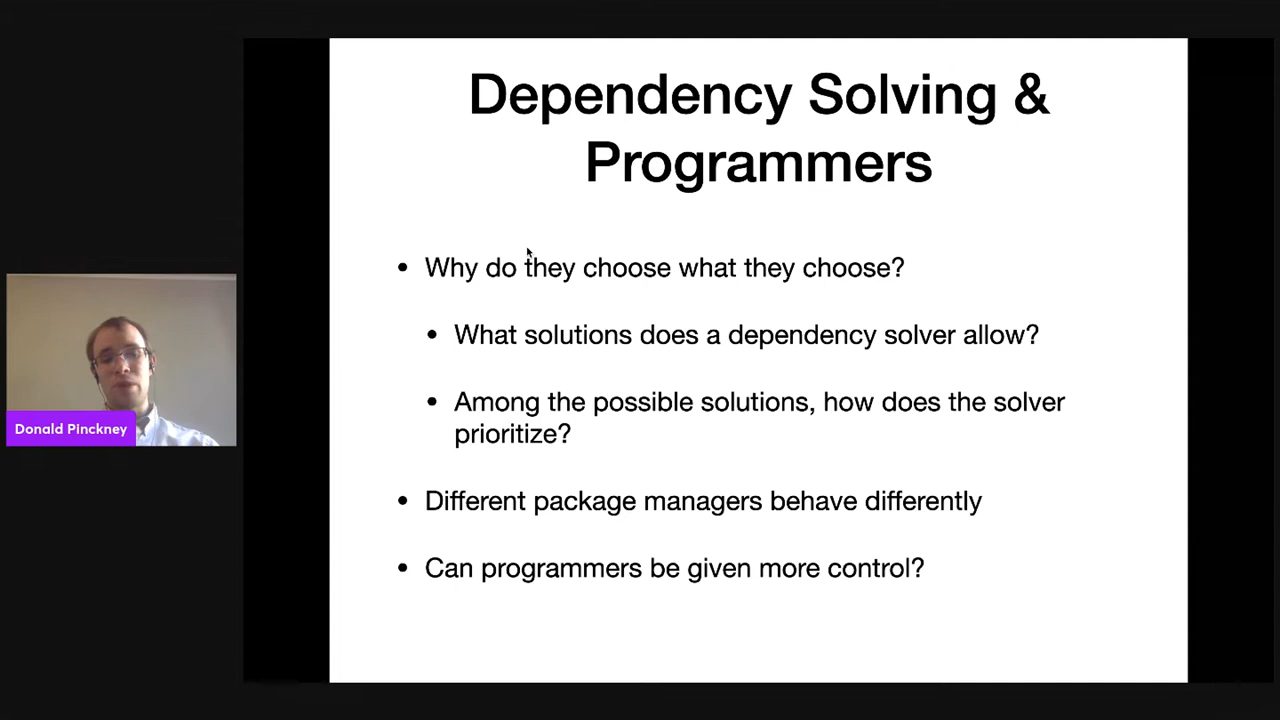 Dependency Solving &
Programmers
• Why do they choose what they choose?
• What solutions does a dependency solver allow?
• Among the possible solutions, how does the solver
prioritize?
• Different package managers behave differently
• Can programmers be given more control?
Donald Pinckney